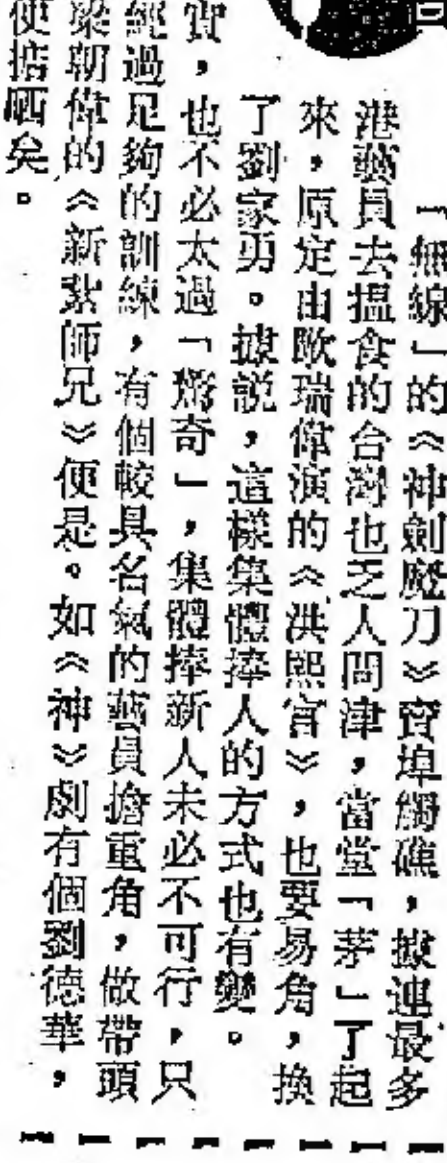 「無線」的《神劍魔刀》賣埠觸礁，據連最多
港藝員去搵食的台灣也乏人問津，當堂「茅」了起
來，原定由歐瑞偉演的《洪熙官》，也要易角，換
了劉家勇。據説，這樣集體捧人的方式也有變。
實，也不必太過「驚奇」，集體捧新人未必不可行，只
經過足夠的訓練，有個較具名氣的藝員擔重角，做帶頭
梁朝偉的《新紮師兄》便是。如《神》劇有個劉德華，
便掂晒矣。